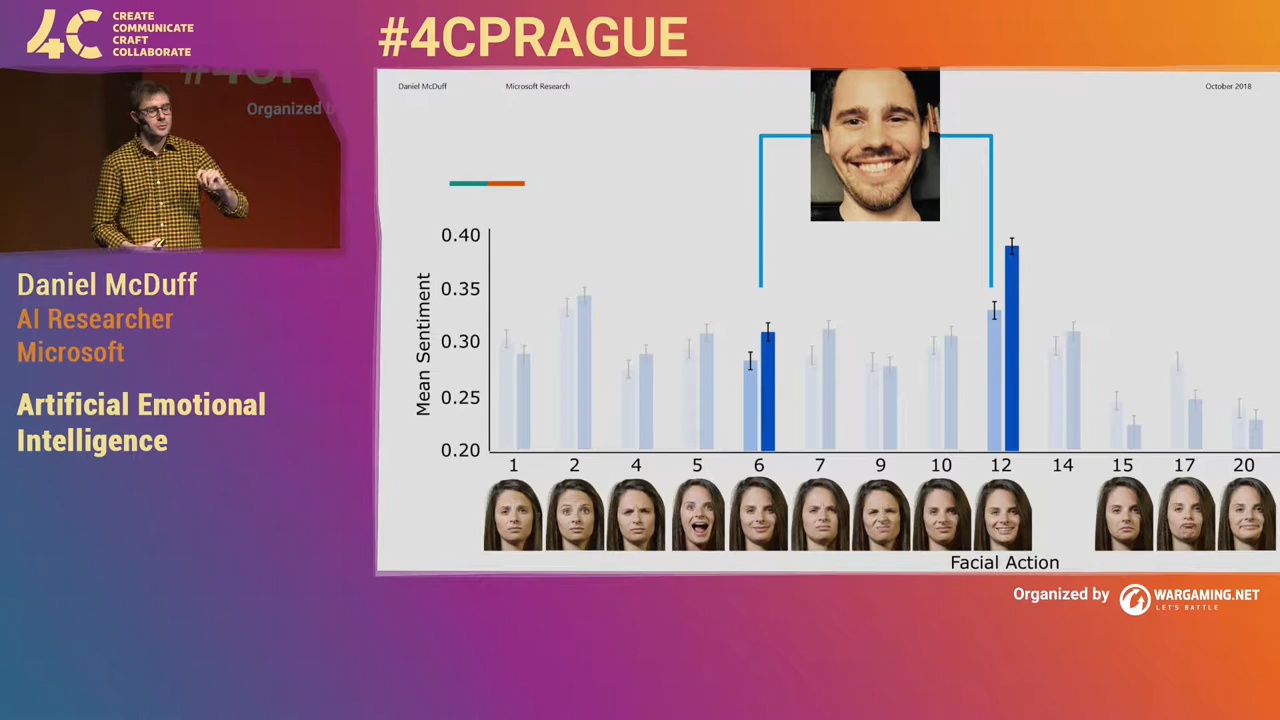 4C
CREATE
COMMUNICATE
CRAFT
COLLABORATE
#4CPRAGUE
Organized b
Daniel McDuff
AI Researcher
Microsoft
Artificial Emotional
Intelligence
Daniel McDuff Microsoft Research October 2018
Mean Sentiment
0.40
0.35
0.30
0.25
0.20
1 2 4 5 6 7 9 10 12 14 15 17 20
Facial Action
Organized by WARGAMING.NET
LET'S BATTLE